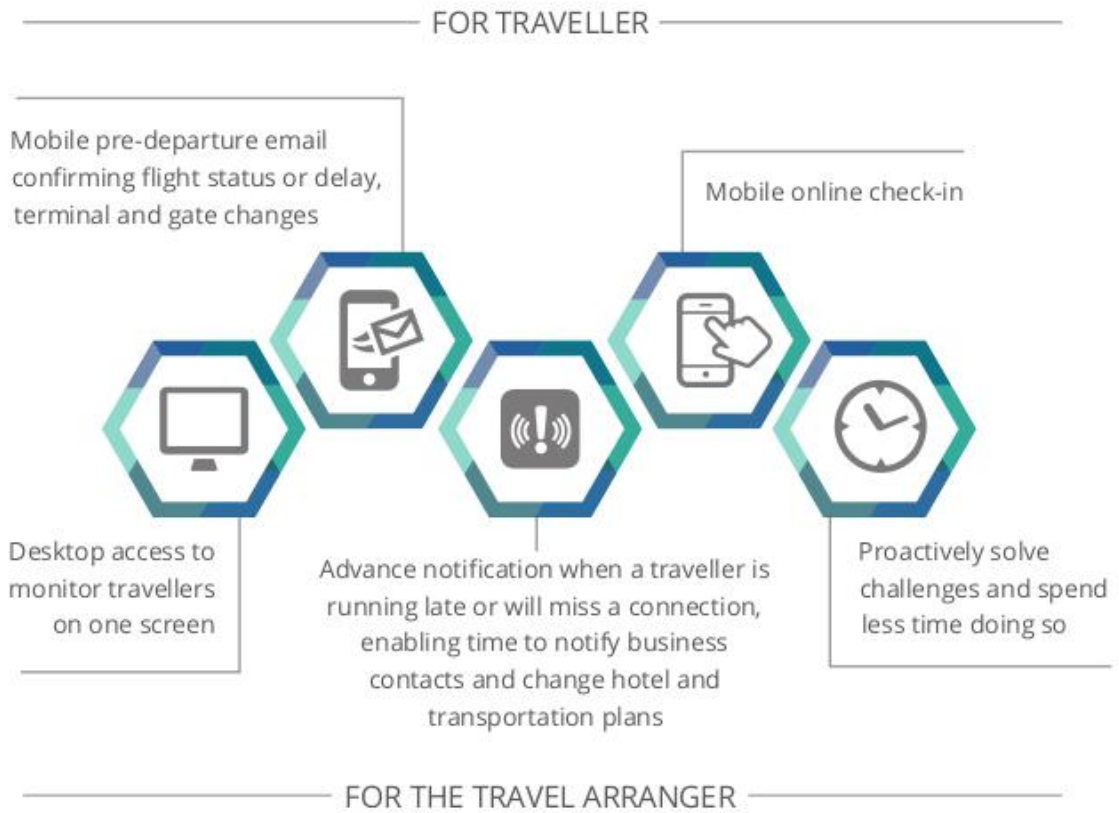 FOR TRAVELLER
Mobile pre-departure email
confirming flight status or delay,
terminal and gate changes
Mobile online check-in
Desktop access to
monitor travellers
on one screen
Advance notification when a traveller is
running late or will miss a connection,
enabling time to notify business
contacts and change hotel and
transportation plans
Proactively solve
challenges and spend
less time doing so
FOR THE TRAVEL ARRANGER